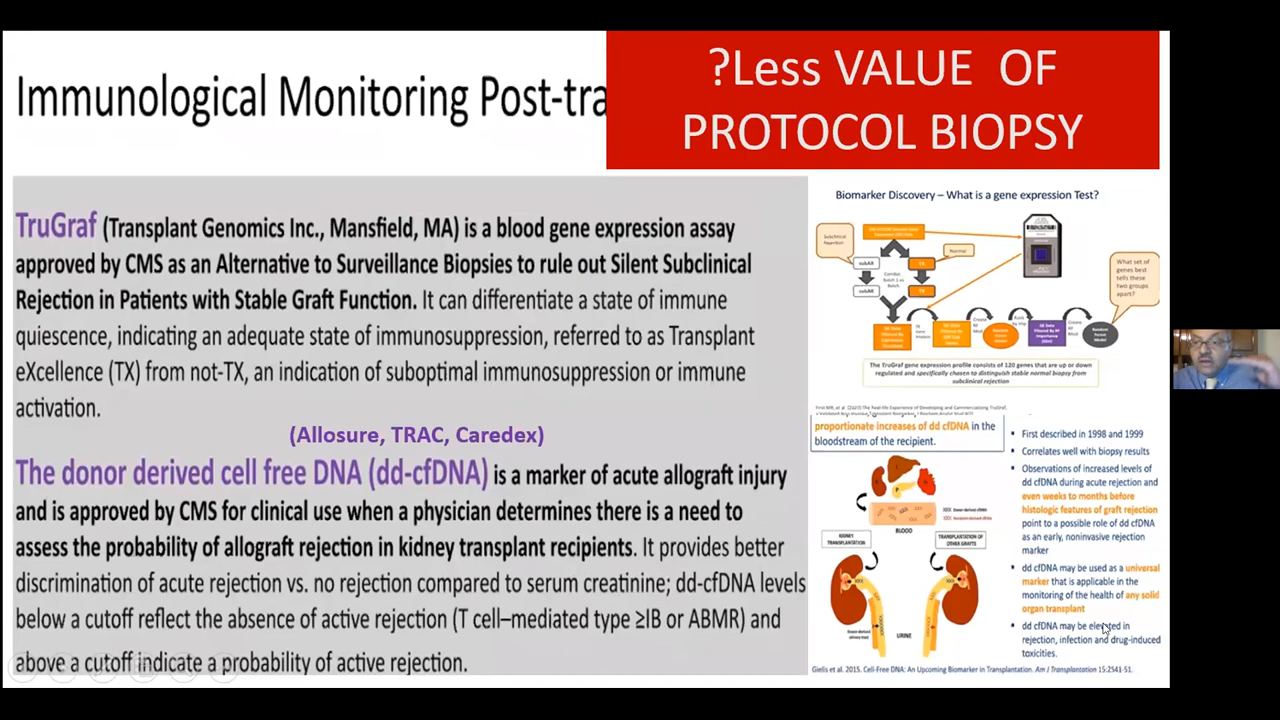 Immunological Monitoring Post-tra
?Less VALUE OF
PROTOCOL BIOPSY
TruGraf (Transplant Genomics Inc., Mansfield, MA) is a blood gene expression assay
approved by CMS as an Alternative to Surveillance Biopsies to rule out Silent Subclinical
Rejection in Patients with Stable Graft Function. It can differentiate a state of immune
quiescence, indicating an adequate state of immunosuppression, referred to as Transplant
eXcellence (TX) from not-TX, an indication of suboptimal immunosuppression or immune
activation.
(Allosure, TRAC, Caredex)
The donor derived cell free DNA (dd-cfDNA) is a marker of acute allograft injury
and is approved by CMS for clinical use when a physician determines there is a need to
assess the probability of allograft rejection in kidney transplant recipients. It provides better
discrimination of acute rejection vs. no rejection compared to serum creatinine; dd-cfDNA levels
below a cutoff reflect the absence of active rejection (T cell–mediated type ≥IB or ABMR) and
above a cutoff indicate a probability of active rejection.
Biomarker Discovery – What is a gene expression Test?
Subclinical
Rejection
Normal
subAR
TX
subAR
TX
What set of
genes best
tells these
two groups
apart?
Random
Forest
Model
The TruGraf gene expression profile consists of 120 genes that are up or down
regulated and specifically chosen to distinguish stable normal biopsy from
subclinical rejection
proportionate increases of dd cfDNA in the
bloodstream of the recipient.
BLOOD
KIDNEY
TRANSPLANTATION
TRANSPLANTATION OF
OTHER GRAFTS
URINE
▪ First described in 1998 and 1999
▪ Correlates well with biopsy results
▪ Observations of increased levels of
dd cfDNA during acute rejection and
even weeks to months before
histologic features of graft rejection
point to a possible role of dd cfDNA
as an early, noninvasive rejection
marker
▪ dd cfDNA may be used as a universal
marker that is applicable in the
monitoring of the health of any solid
organ transplant
▪ dd cfDNA may be elevated in
rejection, infection and drug-induced
toxicities.
Gielis et al. 2015. Cell-Free DNA: An Upcoming Biomarker in Transplantation. Am J Transplantation 15:2541-51.